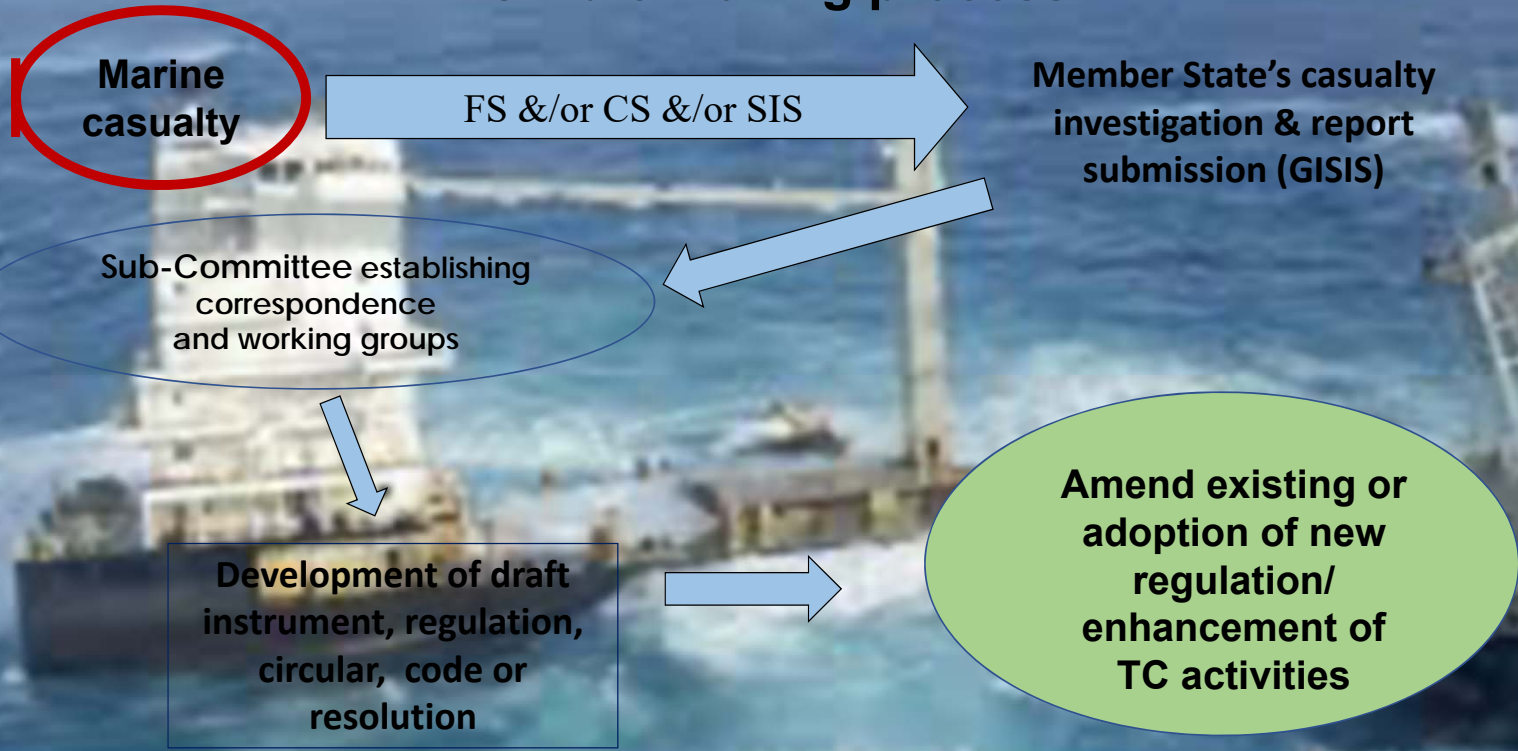 Marine
casualty
FS &/or CS &/or SIS
Member State's casualty
investigation & report
submission (GISIS)
Sub-Committee establishing
correspondence
and working groups
Development of draft
instrument, regulation,
circular, code or
resolution
Amend existing or
adoption of new
regulation/
enhancement of
TC activities